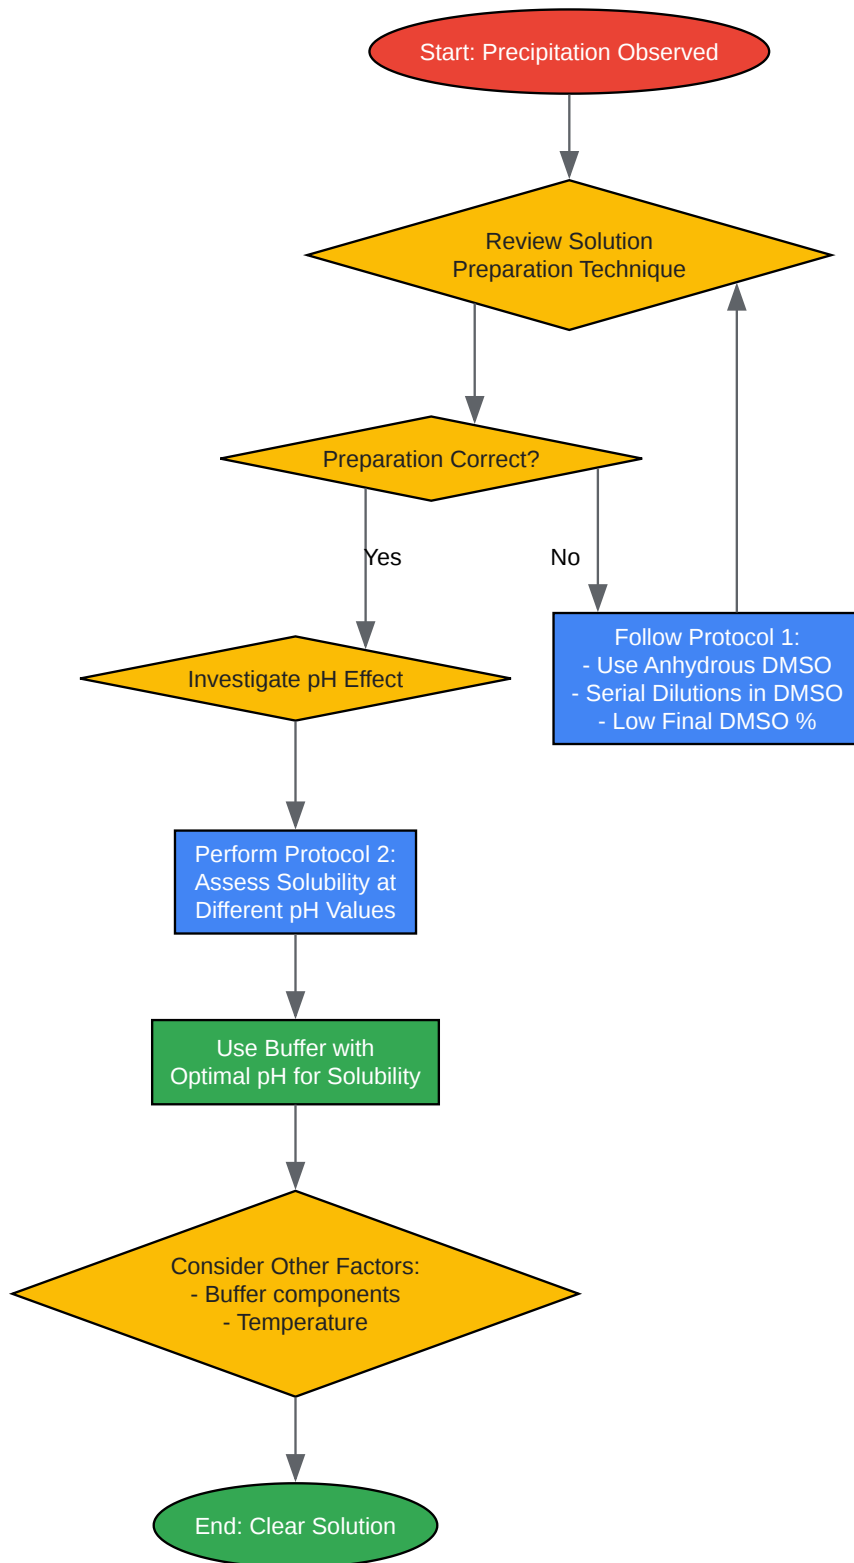 Start: Precipitation Observed
Review Solution
Preparation Technique
Preparation Correct?
Yes
No
Follow Protocol 1:
- Use Anhydrous DMSO
- Serial Dilutions in DMSO
- Low Final DMSO %
Investigate pH Effect
Perform Protocol 2:
Assess Solubility at
Different pH Values
Use Buffer with
Optimal pH for Solubility
Consider Other Factors:
- Buffer components
- Temperature
End: Clear Solution